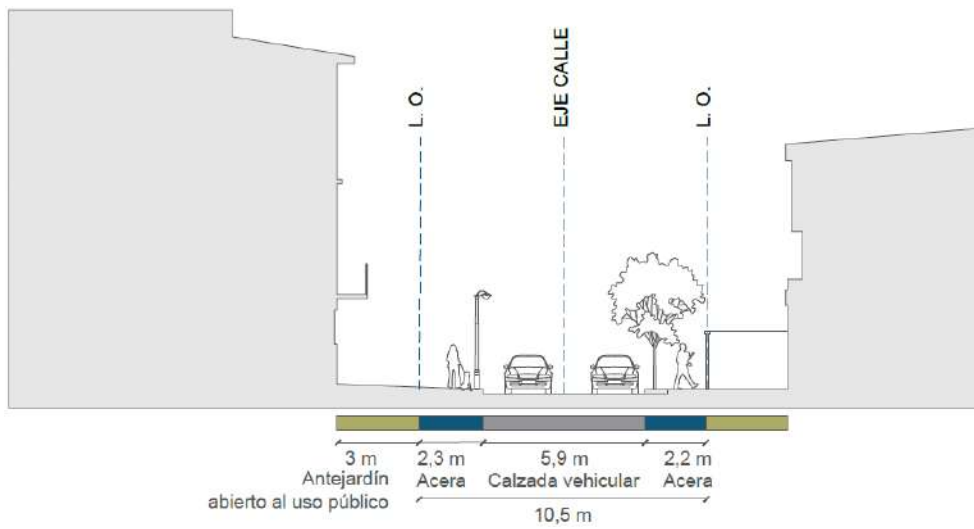 L. O.
EJE CALLE
L. O.
3 m
Antejardín
abierto al uso público
2,3 m
Acera
5,9 m
Calzada vehicular
2,2 m
Acera
10,5 m